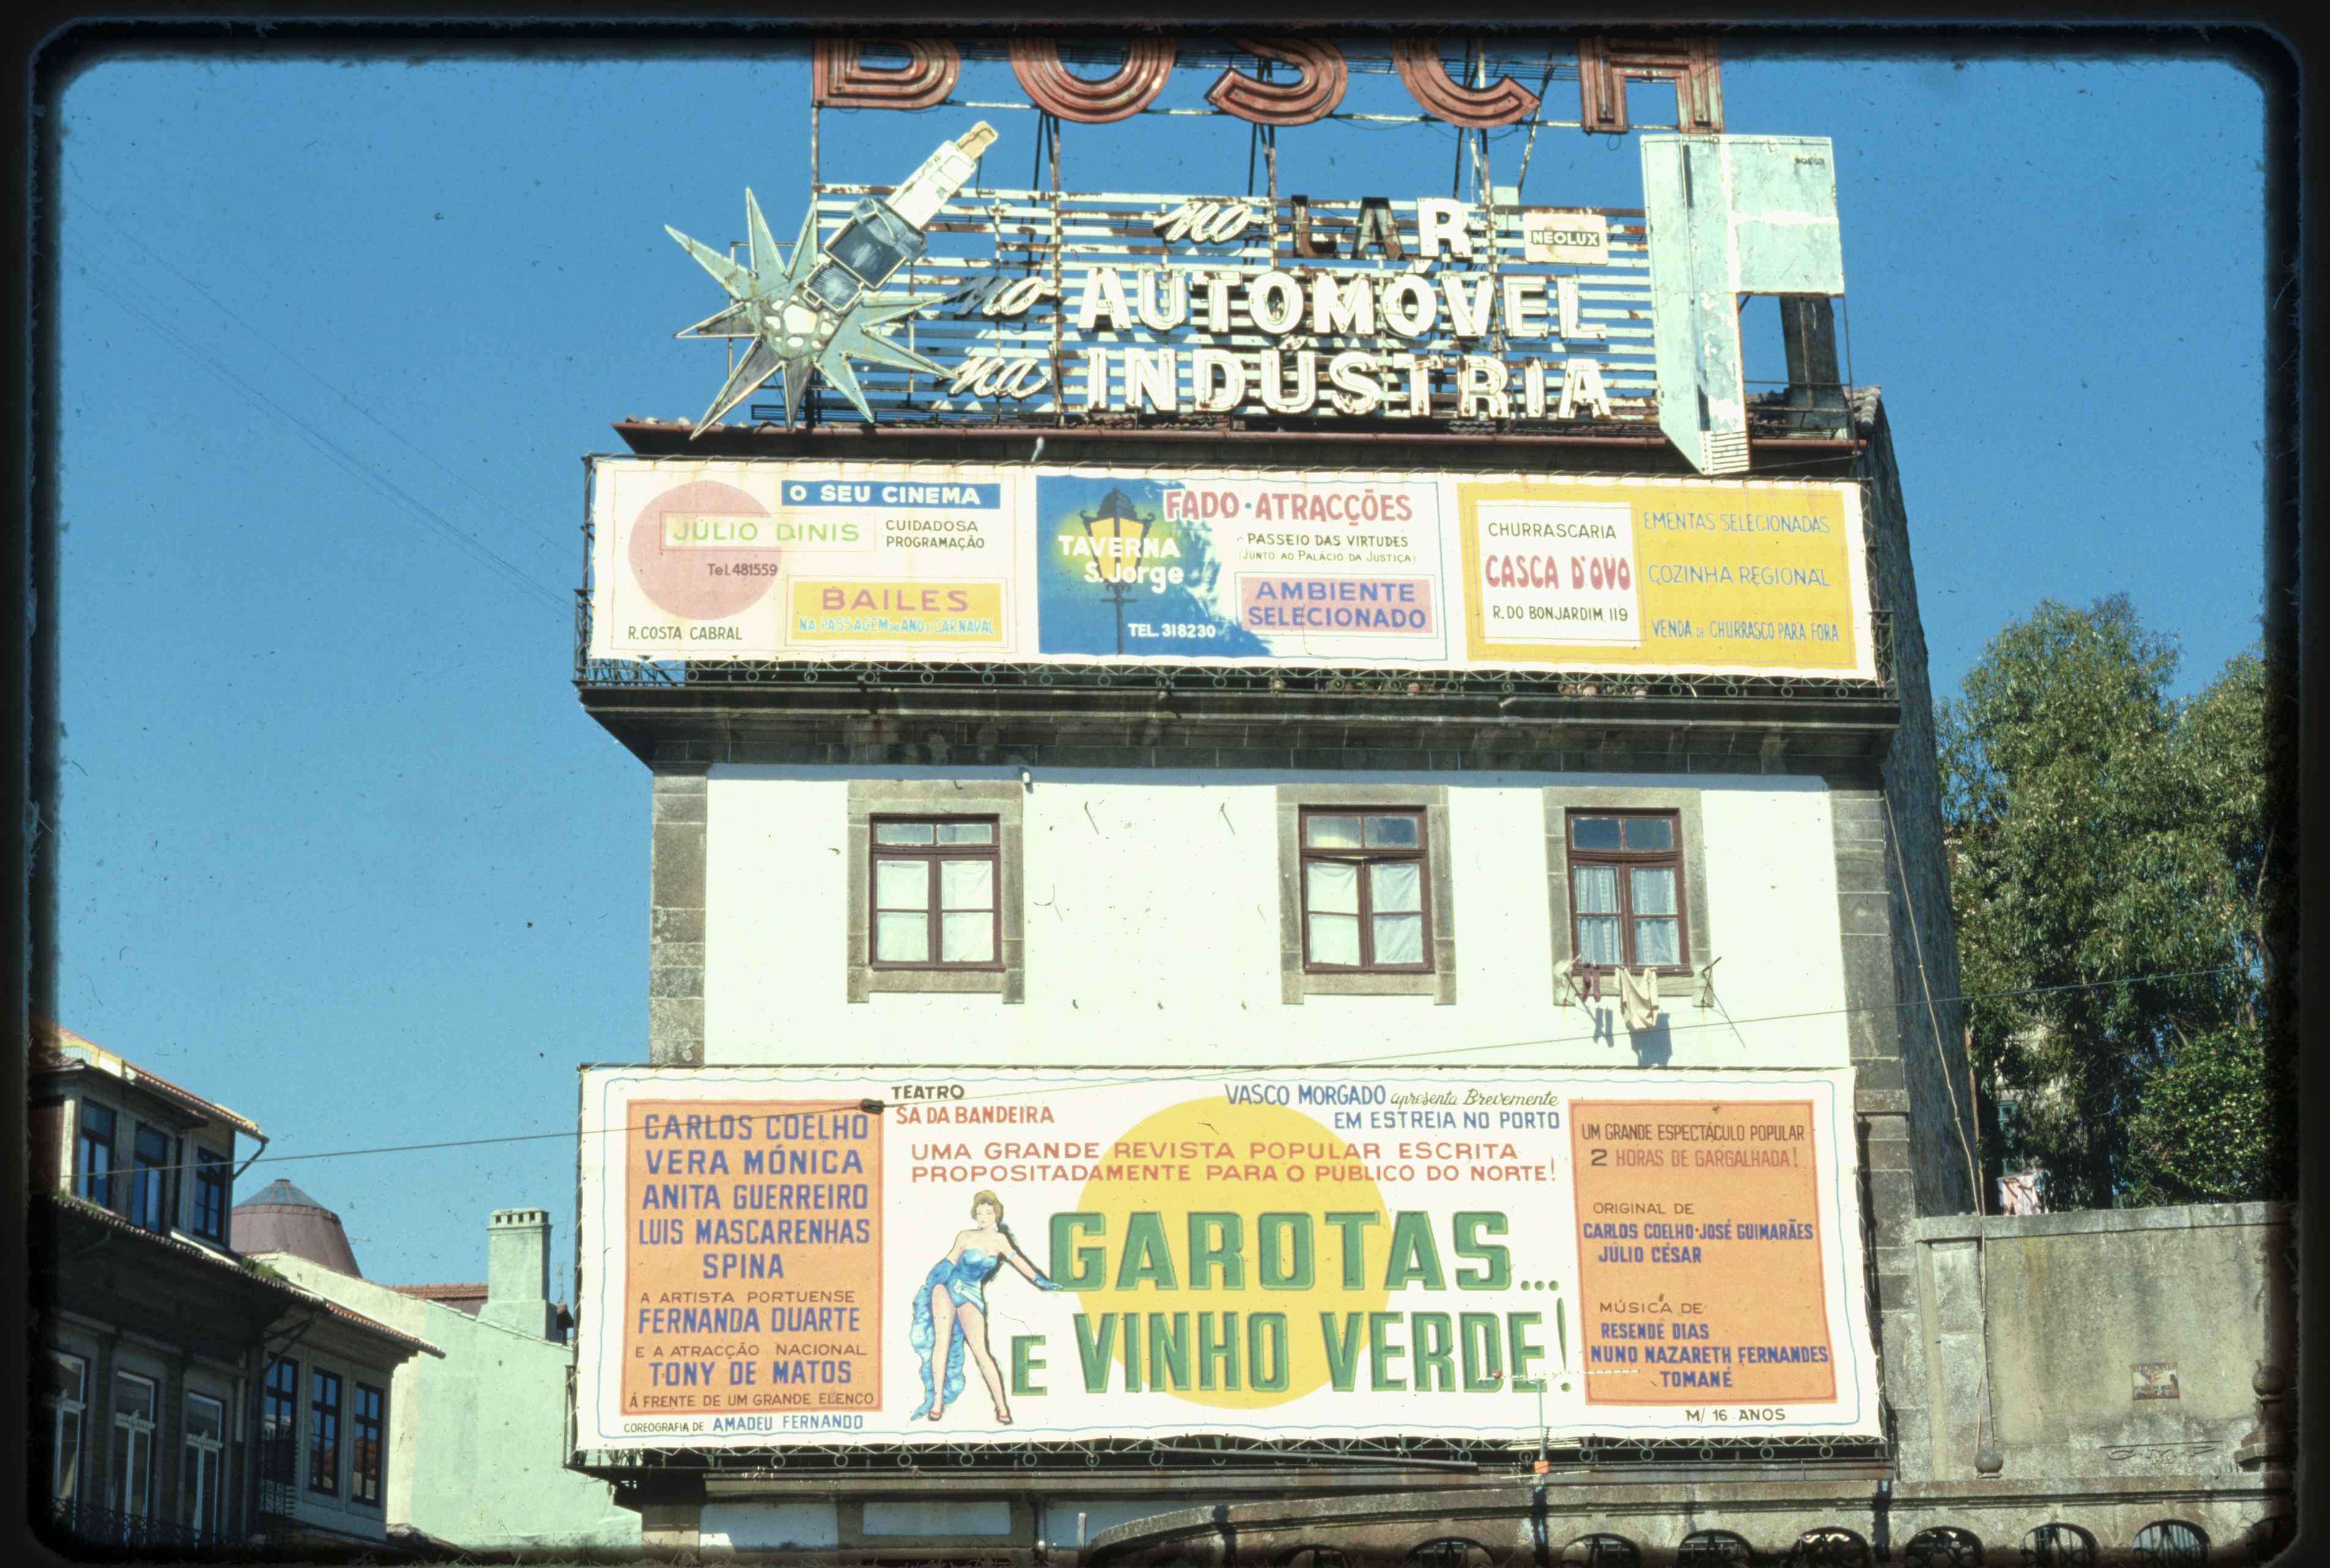 BOSCH
no LAR
NEOLUX
no AUTOMÓVEL
na INDÚSTRIA
BOSCH
O SEU CINEMA
JÚLIO DINIS
CUIDADOSA
PROGRAMAÇÃO
Tel. 481559
BAILES
NA PASSAGEM DO ANO E CARNAVAL
R. COSTA CABRAL
FADO · ATRACÇÕES
TAVERNA
S. Jorge
PASSEIO DAS VIRTUDES
(JUNTO AO PALÁCIO DA JUSTIÇA)
AMBIENTE
SELECIONADO
TEL. 318230
CHURRASCARIA
CASCA D'OVO
R. DO BONJARDIM, 119
EMENTAS SELECIONADAS
COZINHA REGIONAL
VENDA DE CHURRASCO PARA FORA
CARLOS COELHO
VERA MÓNICA
ANITA GUERREIRO
LUIS MASCARENHAS
SPINA
A ARTISTA PORTUENSE
FERNANDA DUARTE
E A ATRACÇÃO NACIONAL
TONY DE MATOS
Á FRENTE DE UM GRANDE ELENCO
COREOGRAFIA DE AMADEU FERNANDO
TEATRO
SA DA BANDEIRA
VASCO MORGADO apresenta Brevemente
EM ESTREIA NO PORTO
UMA GRANDE REVISTA POPULAR ESCRITA
PROPOSITADAMENTE PARA O PUBLICO DO NORTE!
GAROTAS...
E VINHO VERDE!
UM GRANDE ESPECTÁCULO POPULAR
2 HORAS DE GARGALHADA!
ORIGINAL DE
CARLOS COELHO · JOSÉ GUIMARÃES
JÚLIO CÉSAR
MÚSICA DE
RESENDE DIAS
NUNO NAZARETH FERNANDES
TOMANÉ
M/ 16 ANOS